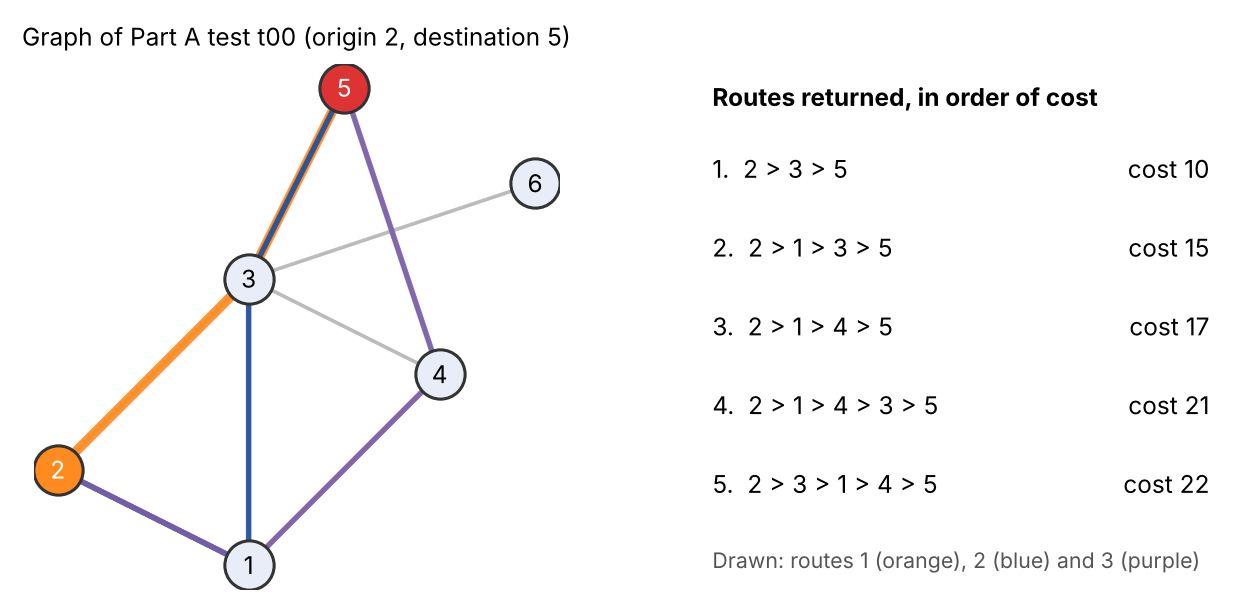 Graph of Part A test t00 (origin 2, destination 5)
5
6
3
4
2
1
Routes returned, in order of cost
1. 2 > 3 > 5 cost 10
2. 2 > 1 > 3 > 5 cost 15
3. 2 > 1 > 4 > 5 cost 17
4. 2 > 1 > 4 > 3 > 5 cost 21
5. 2 > 3 > 1 > 4 > 5 cost 22
Drawn: routes 1 (orange), 2 (blue) and 3 (purple)